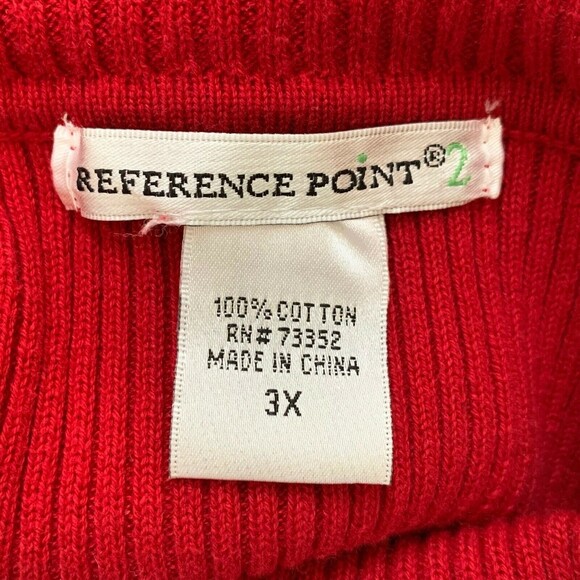 REFERENCE POiNT®2
100% COTTON
RN# 73352
MADE IN CHINA
3X